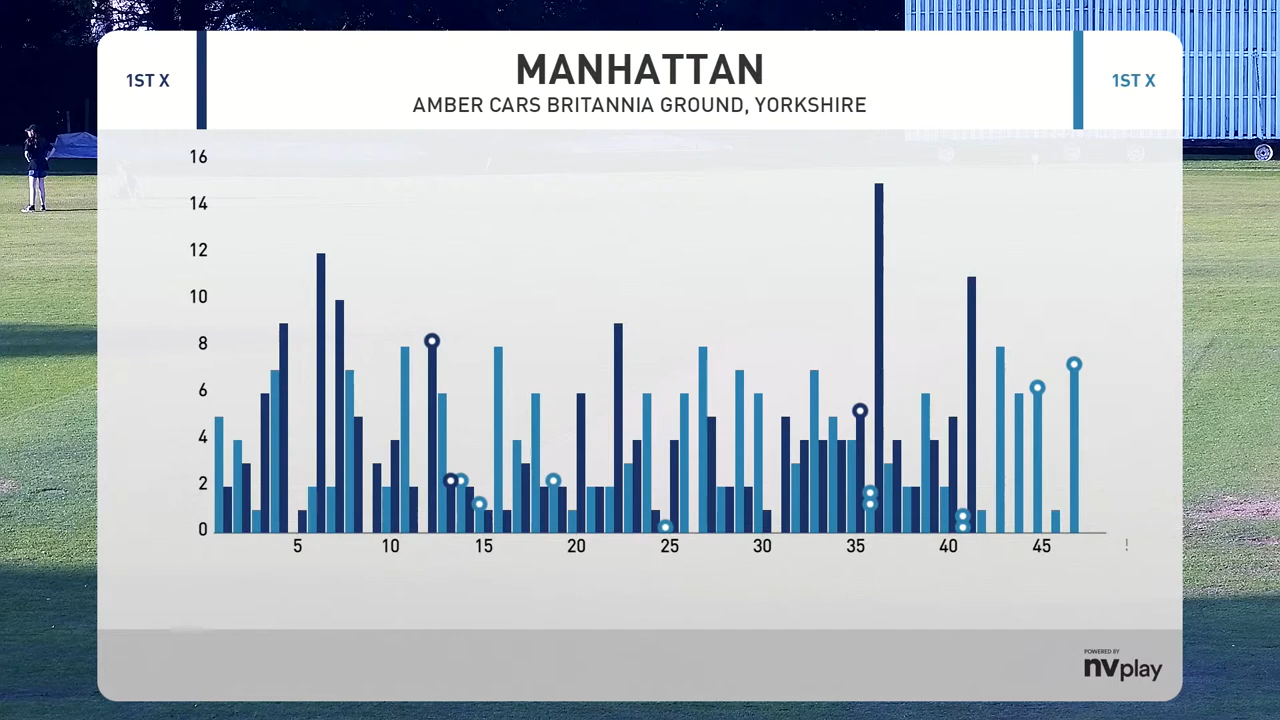 1ST X
MANHATTAN
AMBER CARS BRITANNIA GROUND, YORKSHIRE
1ST X
16
14
12
10
8
6
4
2
0
5 10 15 20 25 30 35 40 45
POWERED BY
nvplay